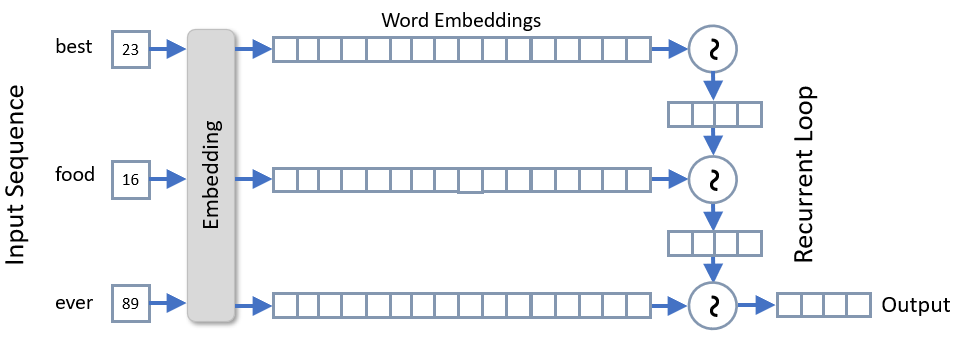 Word Embeddings
best
23
food
16
ever
89
Input Sequence
Embedding
Recurrent Loop
Output